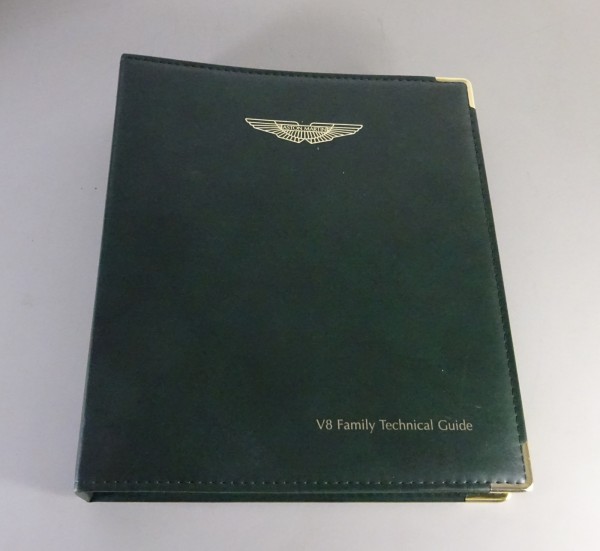 ASTON MARTIN
V8 Family Technical Guide